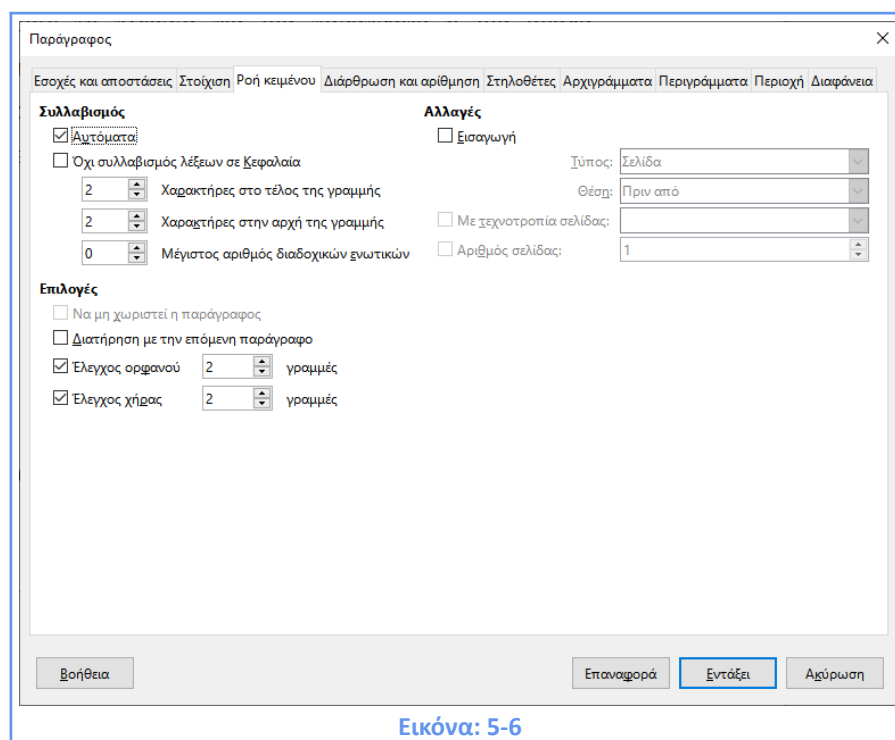 Παράγραφος
Εσοχές και αποστάσεις Στοίχιση Ροή κειμένου Διάρθρωση και αρίθμηση Στηλοθέτες Αρχιγράμματα Περιγράμματα Περιοχή Διαφάνεια
Συλλαβισμός
Αυτόματα
Όχι συλλαβισμός λέξεων σε Κεφαλαία
2 Χαρακτήρες στο τέλος της γραμμής
2 Χαρακτήρες στην αρχή της γραμμής
0 Μέγιστος αριθμός διαδοχικών ενωτικών
Αλλαγές
Εισαγωγή
Τύπος: Σελίδα
Θέση: Πριν από
Με τεχνοτροπία σελίδας:
Αριθμός σελίδας: 1
Επιλογές
Να μη χωριστεί η παράγραφος
Διατήρηση με την επόμενη παράγραφο
Έλεγχος ορφανού 2 γραμμές
Έλεγχος χήρας 2 γραμμές
Βοήθεια Επαναφορά Εντάξει Ακύρωση
Εικόνα: 5-6